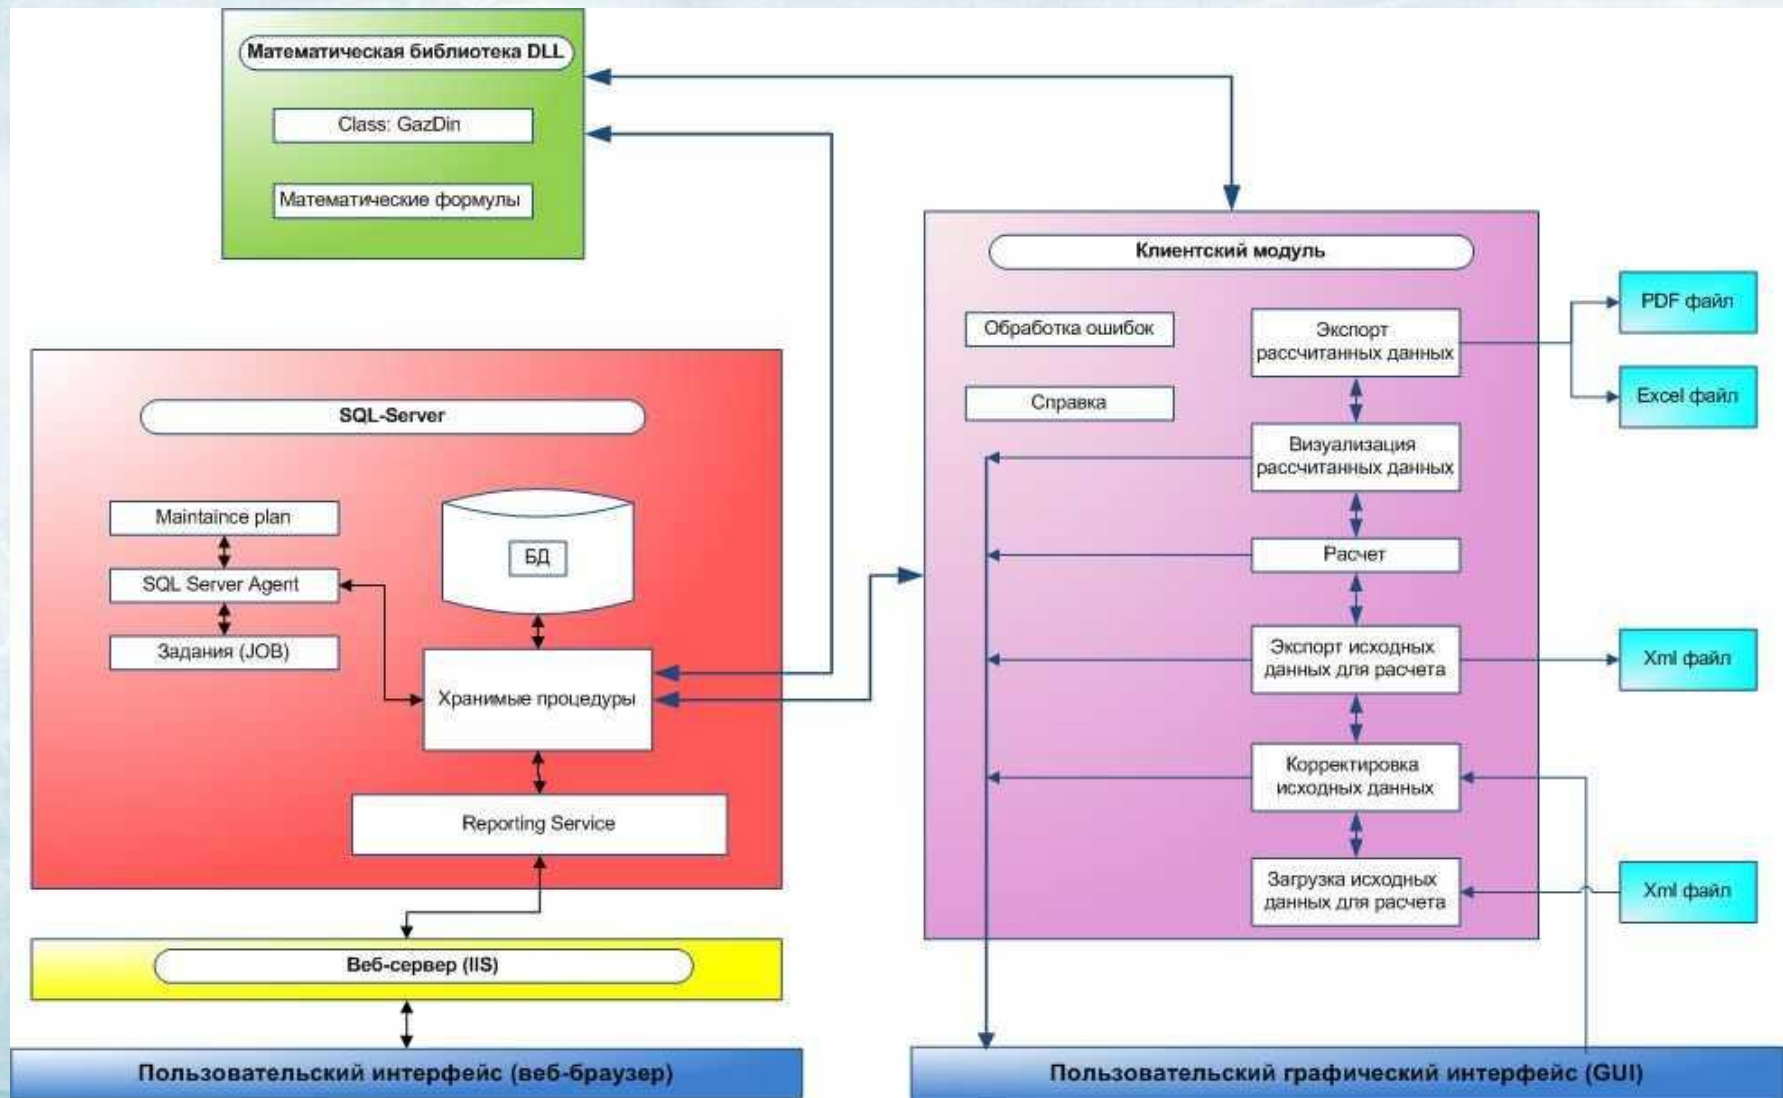 Математическая библиотека DLL
Class: GazDin
Математические формулы
SQL-Server
Maintaince plan
SQL Server Agent
Задания (JOB)
БД
Хранимые процедуры
Reporting Service
Веб-сервер (IIS)
Пользовательский интерфейс (веб-браузер)
Клиентский модуль
Обработка ошибок
Справка
Экспорт
рассчитанных данных
Визуализация
рассчитанных данных
Расчет
Экспорт исходных
данных для расчета
Корректировка
исходных данных
Загрузка исходных
данных для расчета
PDF файл
Excel файл
Xml файл
Xml файл
Пользовательский графический интерфейс (GUI)